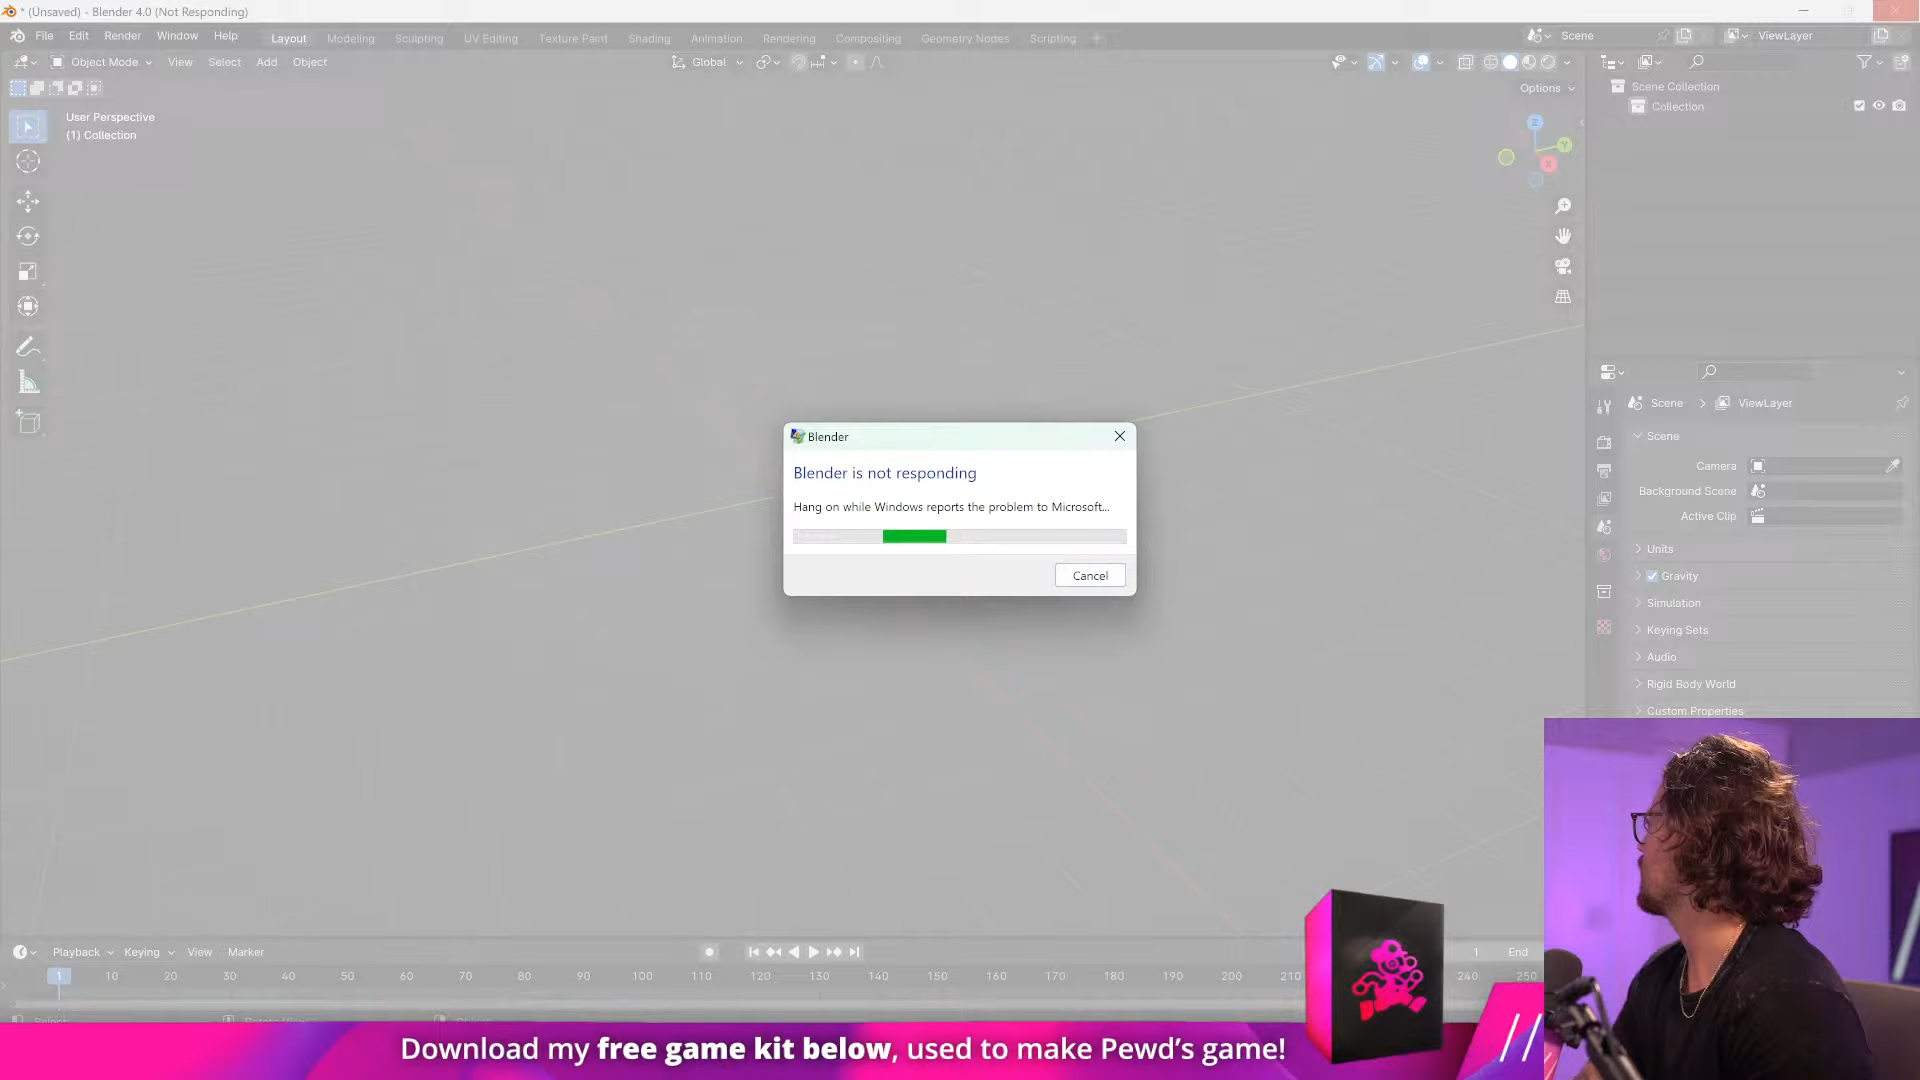 * (Unsaved) - Blender 4.0 (Not Responding)
File Edit Render Window Help Layout Modeling Sculpting UV Editing Texture Paint Shading Animation Rendering Compositing Geometry Nodes Scripting Scene ViewLayer
Object Mode View Select Add Object Global
Options
User Perspective
(1) Collection
Z
Y
X
Scene Collection
Collection
Scene ViewLayer
Scene
Camera
Background Scene
Active Clip
Units
Gravity
Simulation
Keying Sets
Audio
Rigid Body World
Custom Properties
Blender
Blender is not responding
Hang on while Windows reports the problem to Microsoft...
Cancel
Playback Keying View Marker 1 End
1 10 20 30 40 50 60 70 80 90 100 110 120 130 140 150 160 170 180 190 200 210 240 250
Download my free game kit below, used to make Pewd's game!